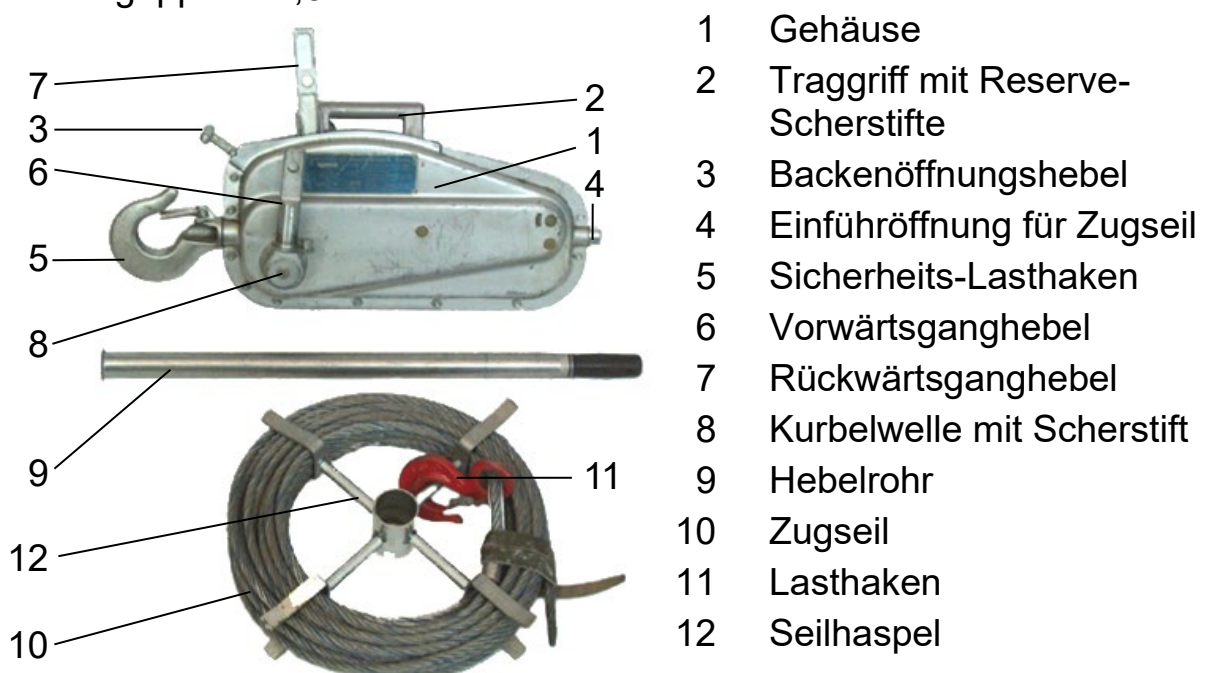 1 Gehäuse
2 Traggriff mit Reserve-
Scherstifte
3 Backenöffnungshebel
4 Einführöffnung für Zugseil
5 Sicherheits-Lasthaken
6 Vorwärtsganghebel
7 Rückwärtsganghebel
8 Kurbelwelle mit Scherstift
9 Hebelrohr
10 Zugseil
11 Lasthaken
12 Seilhaspel
7
3
6
5
8
2
1
4
9
12
10
11